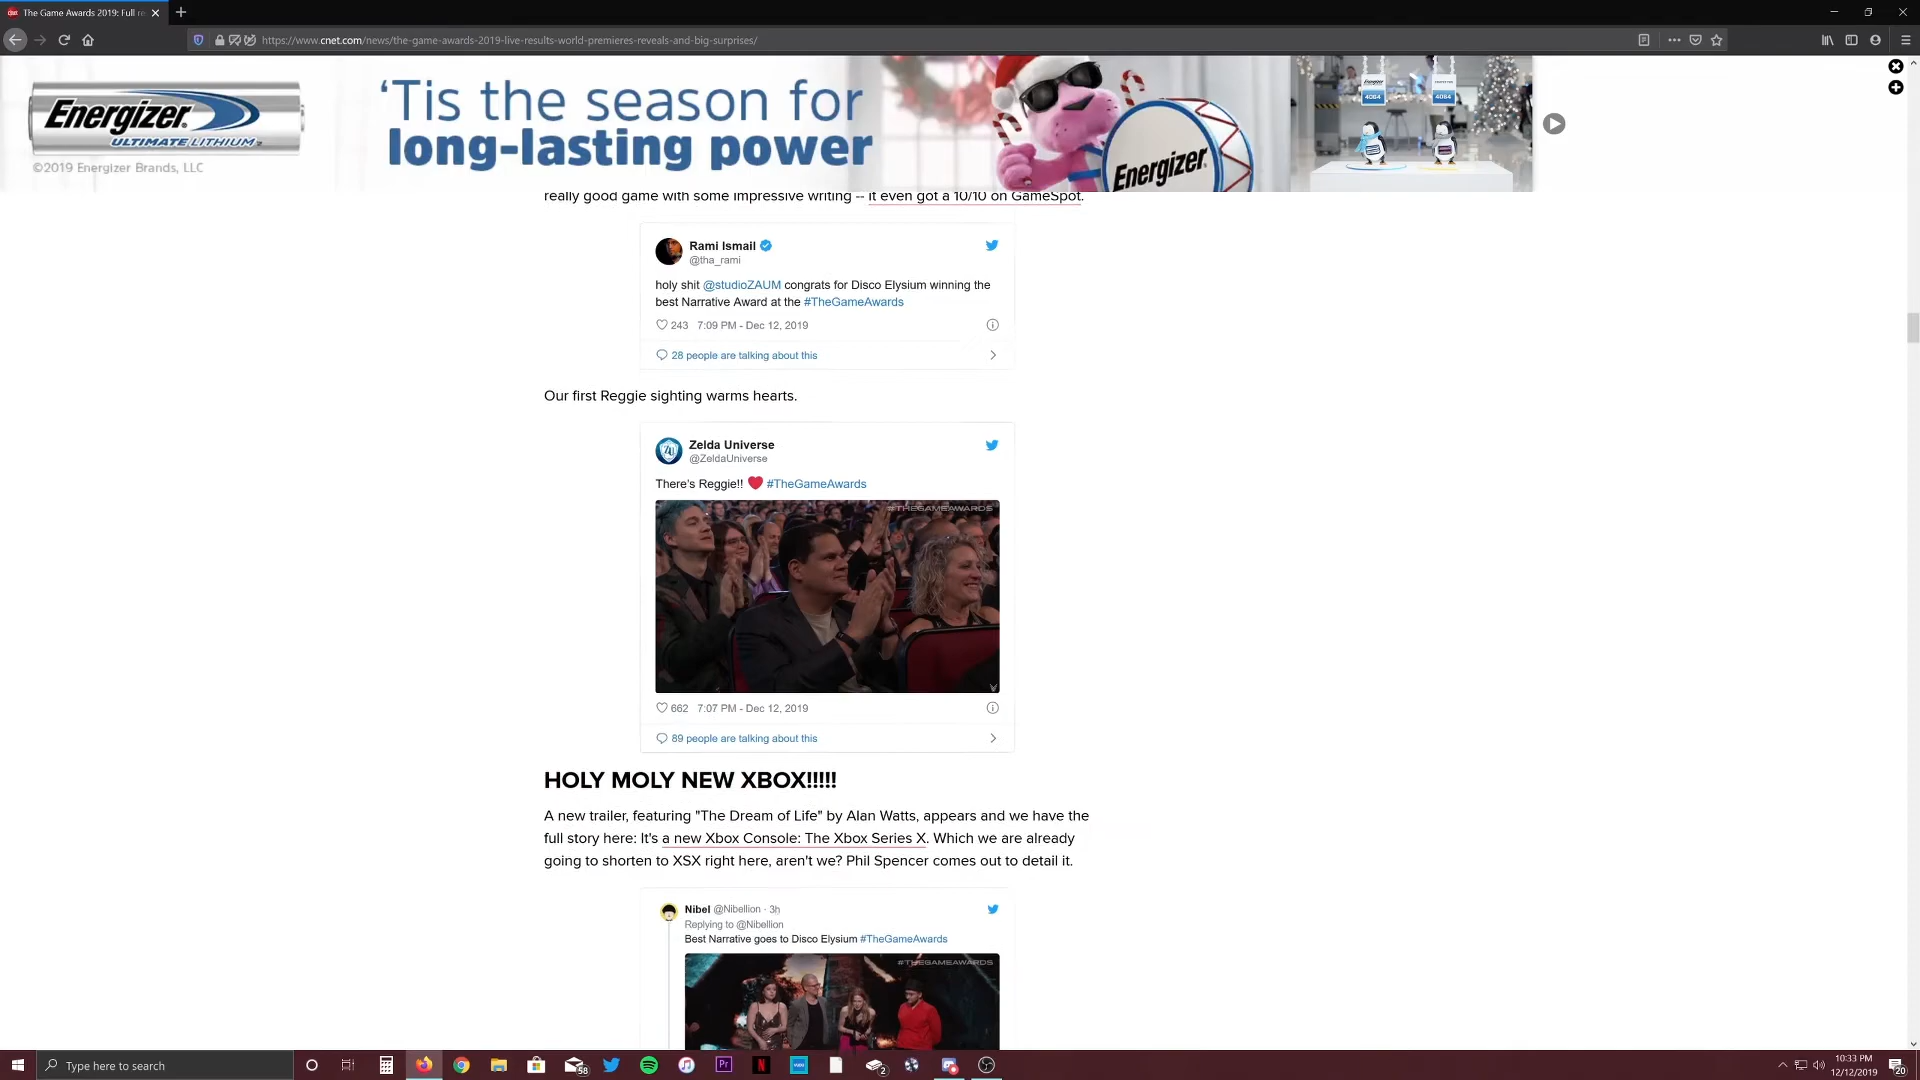 The Game Awards 2019: Full re
https://www.cnet.com/news/the-game-awards-2019-live-results-world-premieres-reveals-and-big-surprises/
Energizer
ULTIMATE LITHIUM
©2019 Energizer Brands, LLC
'Tis the season for
long-lasting power
Energizer
4084
4084
really good game with some impressive writing -- it even got a 10/10 on GameSpot.
Rami Ismail
@tha_rami
holy shit @studioZAUM congrats for Disco Elysium winning the
best Narrative Award at the #TheGameAwards
243 7:09 PM - Dec 12, 2019
28 people are talking about this
Our first Reggie sighting warms hearts.
Zelda Universe
@ZeldaUniverse
There's Reggie!! ❤ #TheGameAwards
#THEGAMEAWARDS
662 7:07 PM - Dec 12, 2019
89 people are talking about this
HOLY MOLY NEW XBOX!!!!!
A new trailer, featuring "The Dream of Life" by Alan Watts, appears and we have the
full story here: It's a new Xbox Console: The Xbox Series X. Which we are already
going to shorten to XSX right here, aren't we? Phil Spencer comes out to detail it.
Nibel @Nibellion · 3h
Replying to @Nibellion
Best Narrative goes to Disco Elysium #TheGameAwards
#THEGAMEAWARDS
Type here to search
58
Pr
N
2
10:33 PM
12/12/2019
20